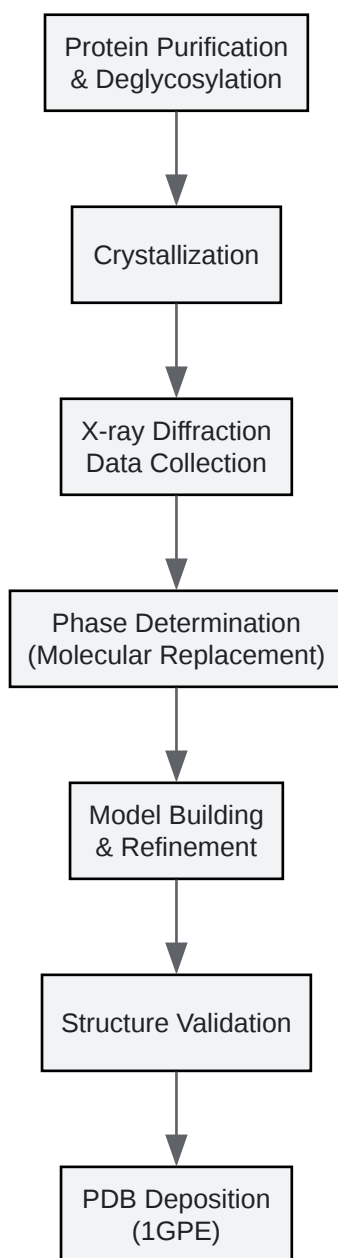 Protein Purification
& Deglycosylation
Crystallization
X-ray Diffraction
Data Collection
Phase Determination
(Molecular Replacement)
Model Building
& Refinement
Structure Validation
PDB Deposition
(1GPE)